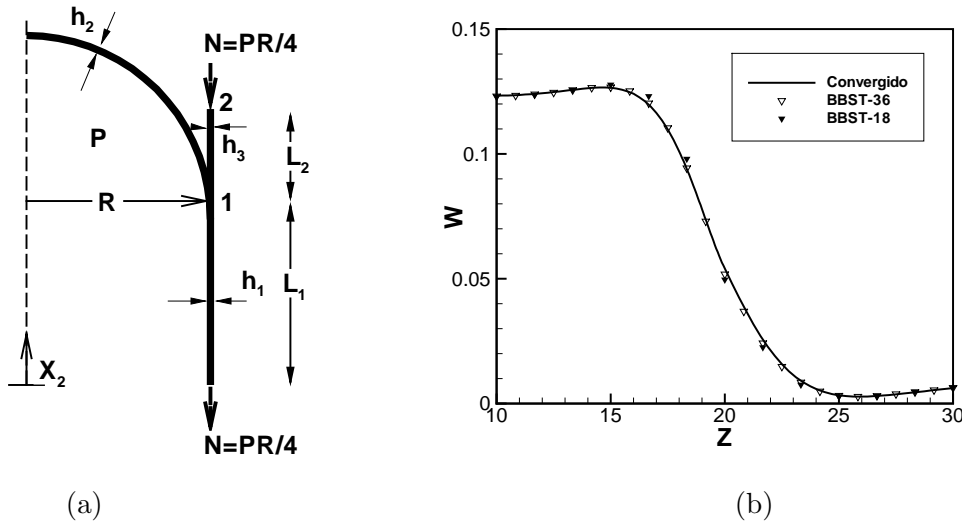 h₂
N=PR/4
2
P
h₃
L₂
R
1
h₁
L₁
X₂
N=PR/4
(a)
0.15
0.1
0.05
0
W
10
15
20
25
30
Z
Convergido
BBST-36
BBST-18
(b)